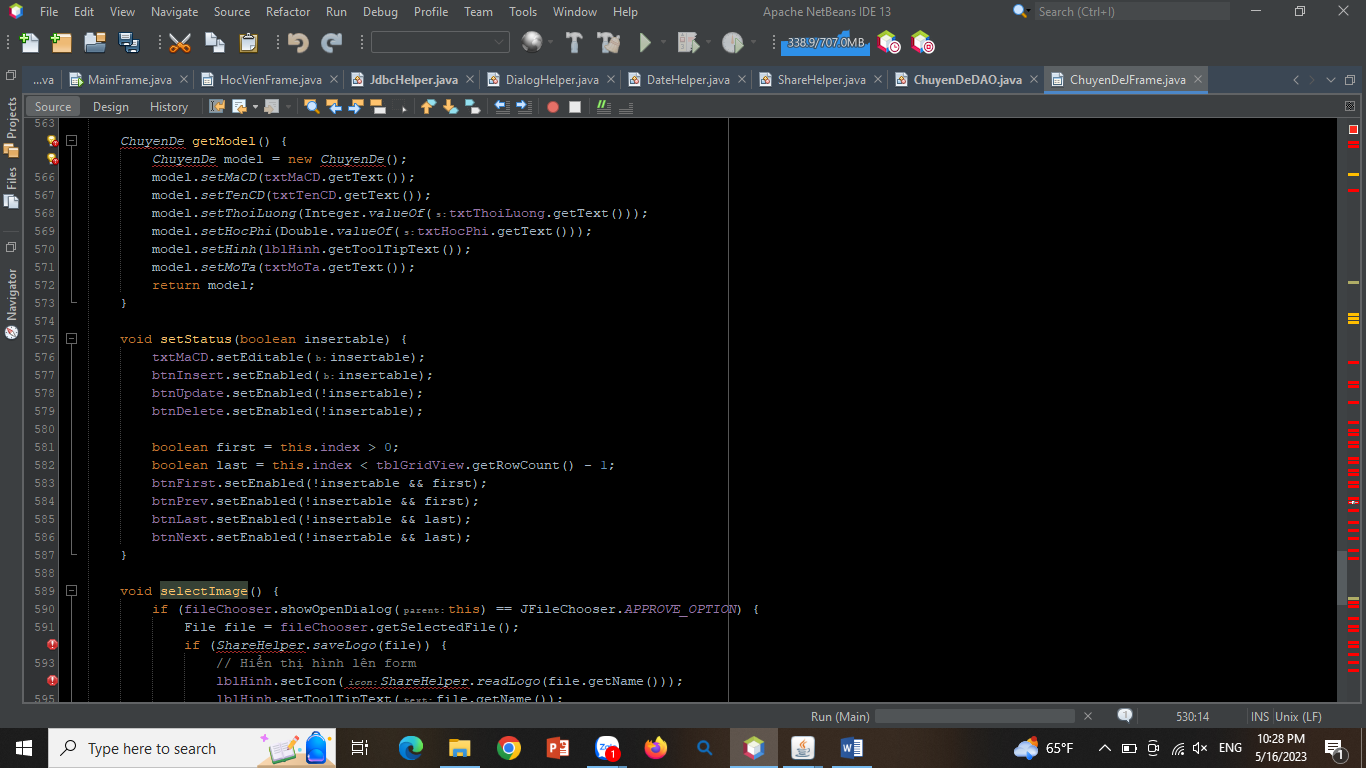 File Edit View Navigate Source Refactor Run Debug Profile Team Tools Window Help Apache NetBeans IDE 13 Search (Ctrl+I)
338.9/707.0MB
...va MainFrame.java HocVienFrame.java JdbcHelper.java DialogHelper.java DateHelper.java ShareHelper.java ChuyenDeDAO.java ChuyenDeJFrame.java
Source Design History
Projects
Files
Navigator
563
ChuyenDe getModel() {
ChuyenDe model = new ChuyenDe();
566 model.setMaCD(txtMaCD.getText());
567 model.setTenCD(txtTenCD.getText());
568 model.setThoiLuong(Integer.valueOf(s:txtThoiLuong.getText()));
569 model.setHocPhi(Double.valueOf(s:txtHocPhi.getText()));
570 model.setHinh(lblHinh.getToolTipText());
571 model.setMoTa(txtMoTa.getText());
572 return model;
573 }
574
575 void setStatus(boolean insertable) {
576 txtMaCD.setEditable(b:insertable);
577 btnInsert.setEnabled(b:insertable);
578 btnUpdate.setEnabled(!insertable);
579 btnDelete.setEnabled(!insertable);
580
581 boolean first = this.index > 0;
582 boolean last = this.index < tblGridView.getRowCount() - 1;
583 btnFirst.setEnabled(!insertable && first);
584 btnPrev.setEnabled(!insertable && first);
585 btnLast.setEnabled(!insertable && last);
586 btnNext.setEnabled(!insertable && last);
587 }
588
589 void selectImage() {
590 if (fileChooser.showOpenDialog(parent:this) == JFileChooser.APPROVE_OPTION) {
591 File file = fileChooser.getSelectedFile();
if (ShareHelper.saveLogo(file)) {
593 // Hiển thị hình lên form
lblHinh.setIcon(icon:ShareHelper.readLogo(file.getName()));
595 lblHinh.setToolTipText(text:file.getName());
Run (Main) 1 530:14 INS Unix (LF)
Type here to search 1 65°F ENG 10:28 PM 1
5/16/2023